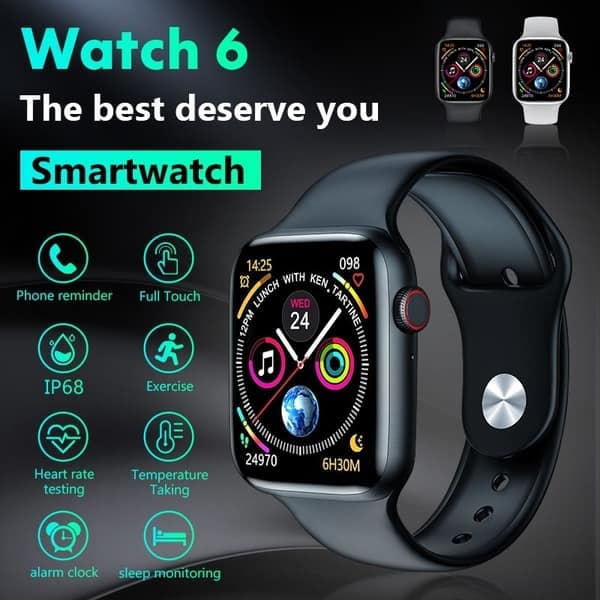 Watch 6
The best deserve you
Smartwatch
Phone reminder
Full Touch
IP68
Exercise
Heart rate
testing
Temperature
Taking
alarm clock
sleep monitoring
14:25
098
12PM LUNCH WITH KEN, TARTINE
WED
24
24970
6H30M